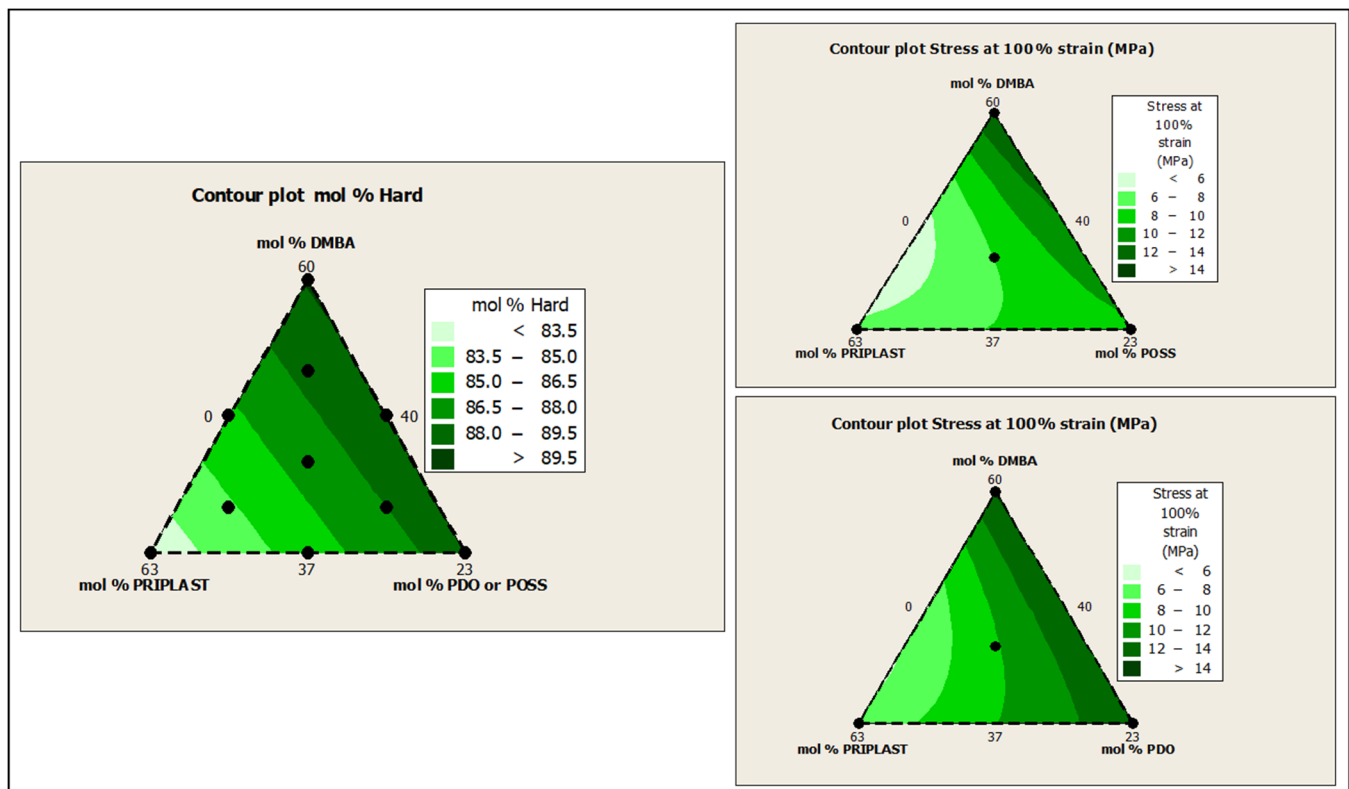 Contour plot mol % Hard
mol % DMBA
60
0
40
63
37
23
mol % PRIPLAST
mol % PDO or POSS
mol % Hard
< 83.5
83.5 – 85.0
85.0 – 86.5
86.5 – 88.0
88.0 – 89.5
> 89.5
Contour plot Stress at 100% strain (MPa)
mol % DMBA
60
0
40
63
37
23
mol % PRIPLAST
mol % POSS
Stress at
100%
strain
(MPa)
< 6
6 – 8
8 – 10
10 – 12
12 – 14
> 14
Contour plot Stress at 100% strain (MPa)
mol % DMBA
60
0
40
63
37
23
mol % PRIPLAST
mol % PDO
Stress at
100%
strain
(MPa)
< 6
6 – 8
8 – 10
10 – 12
12 – 14
> 14